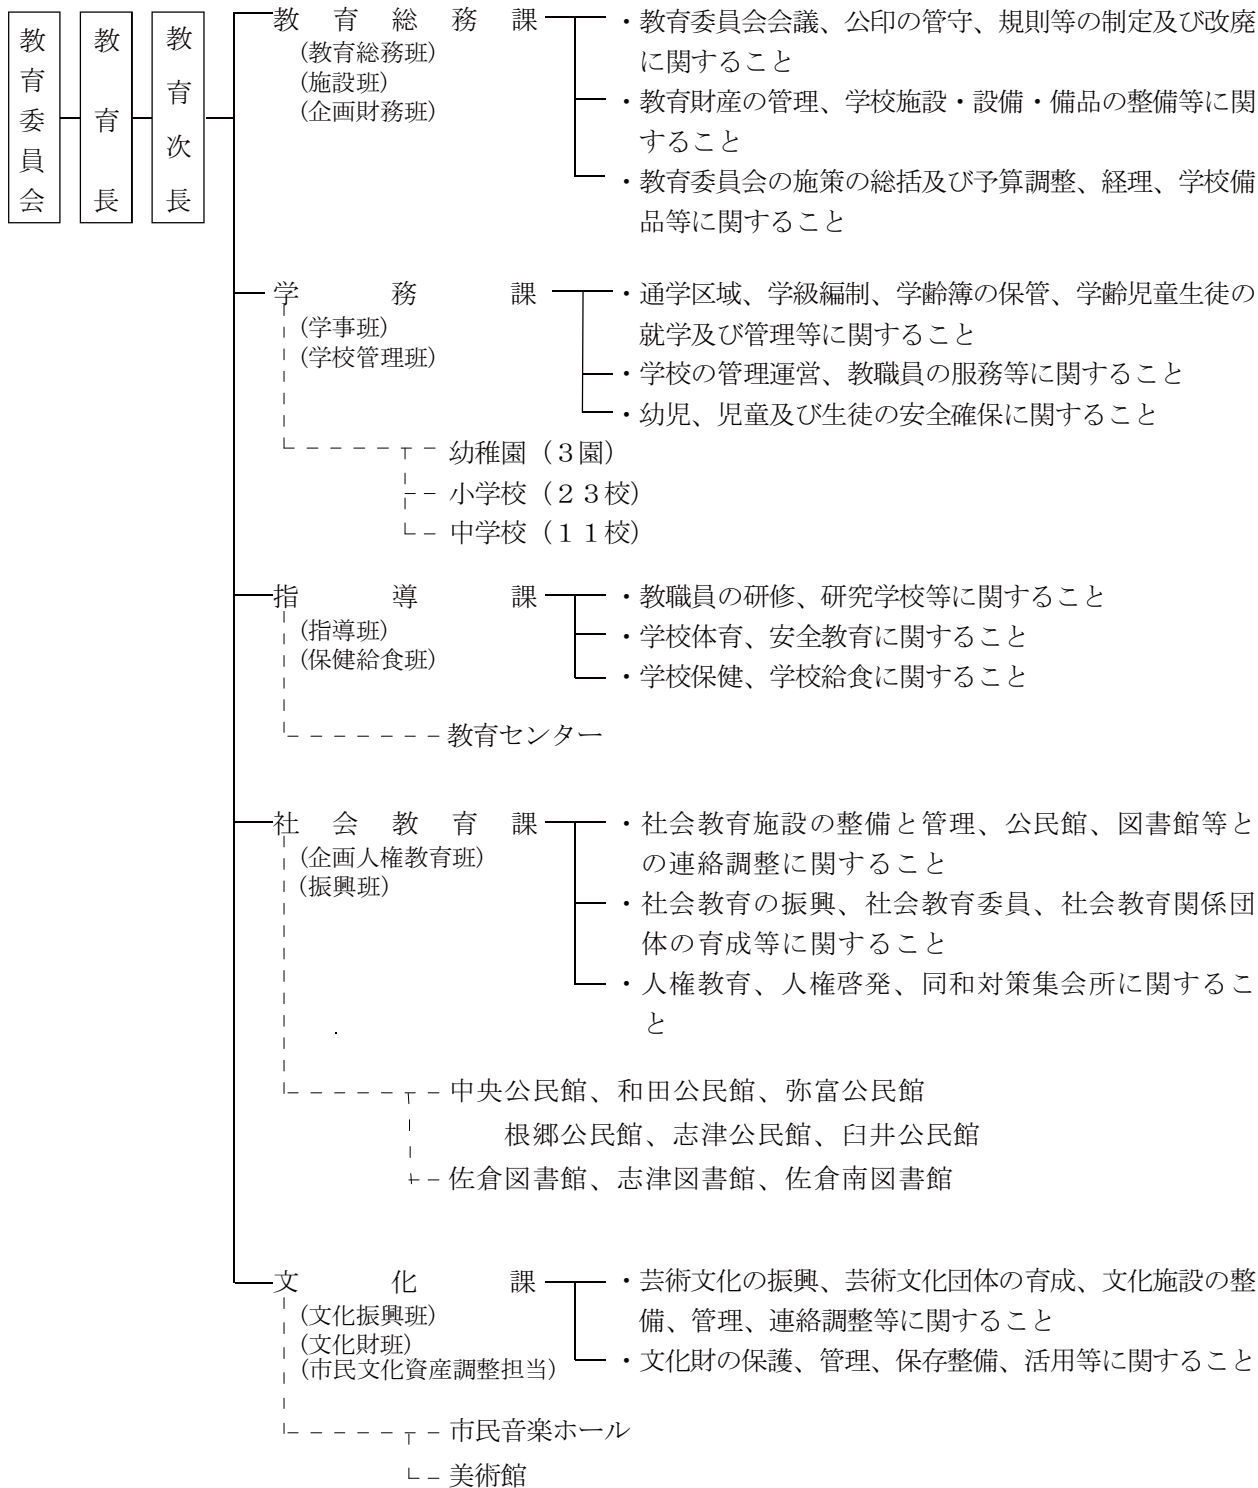 教育委員会
教育長
教育次長
教育総務課
(教育総務班)
(施設班)
(企画財務班)
・教育委員会会議、公印の管守、規則等の制定及び改廃
に関すること
・教育財産の管理、学校施設・設備・備品の整備等に関
すること
・教育委員会の施策の総括及び予算調整、経理、学校備
品等に関すること
学務課
(学事班)
(学校管理班)
・通学区域、学級編制、学齢簿の保管、学齢児童生徒の
就学及び管理等に関すること
・学校の管理運営、教職員の服務等に関すること
・幼児、児童及び生徒の安全確保に関すること
幼稚園（３園）
小学校（２３校）
中学校（１１校）
指導課
(指導班)
(保健給食班)
・教職員の研修、研究学校等に関すること
・学校体育、安全教育に関すること
・学校保健、学校給食に関すること
教育センター
社会教育課
(企画人権教育班)
(振興班)
・社会教育施設の整備と管理、公民館、図書館等と
の連絡調整に関すること
・社会教育の振興、社会教育委員、社会教育関係団
体の育成等に関すること
・人権教育、人権啓発、同和対策集会所に関するこ
と
中央公民館、和田公民館、弥富公民館
根郷公民館、志津公民館、臼井公民館
佐倉図書館、志津図書館、佐倉南図書館
文化課
(文化振興班)
(文化財班)
(市民文化資産調整担当)
・芸術文化の振興、芸術文化団体の育成、文化施設の整
備、管理、連絡調整等に関すること
・文化財の保護、管理、保存整備、活用等に関すること
市民音楽ホール
美術館